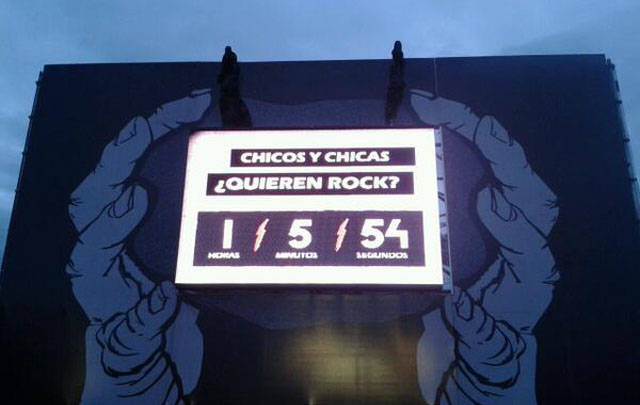 CHICOS Y CHICAS
¿QUIEREN ROCK?
1 / 5 / 54
HORAS MINUTOS SEGUNDOS